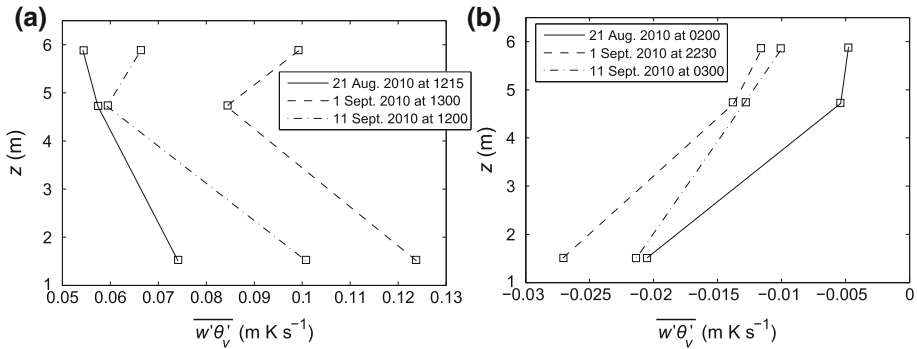 (a)
6
5
4
3
2
1
z (m)
21 Aug. 2010 at 1215
1 Sept. 2010 at 1300
11 Sept. 2010 at 1200
0.05 0.06 0.07 0.08 0.09 0.1 0.11 0.12 0.13
w'θv' (m K s−1)
(b)
6
5
4
3
2
1
z (m)
21 Aug. 2010 at 0200
1 Sept. 2010 at 2230
11 Sept. 2010 at 0300
−0.03 −0.025 −0.02 −0.015 −0.01 −0.005 0
w'θv' (m K s−1)